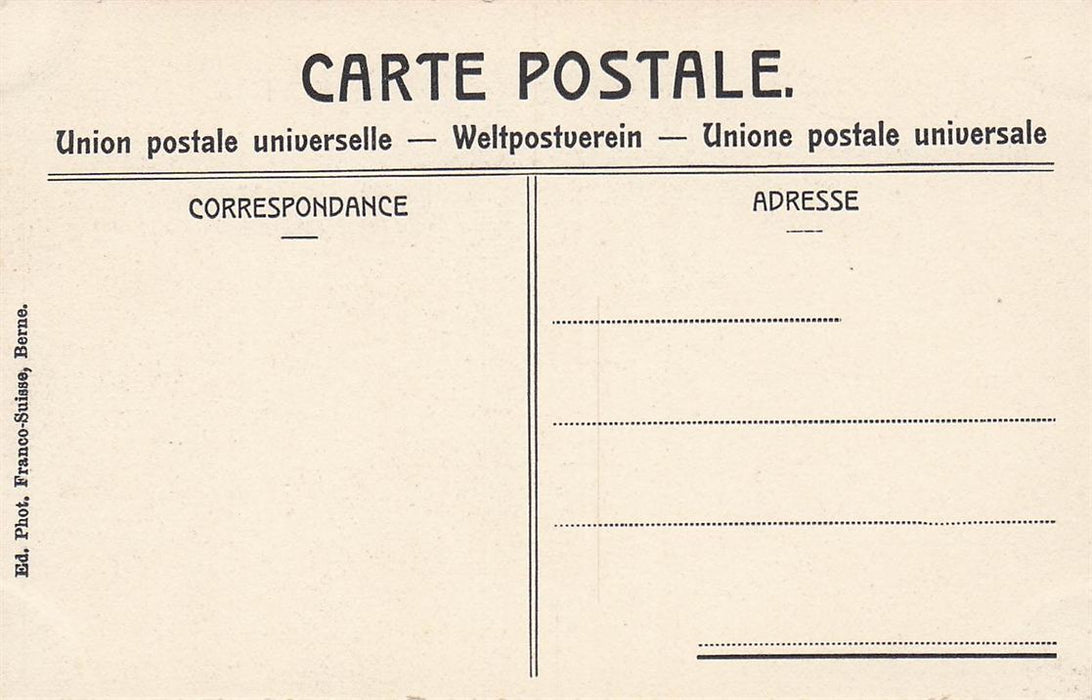 CARTE POSTALE.
Union postale universelle — Weltpostverein — Unione postale universale
CORRESPONDANCE
ADRESSE
Ed. Phot. Franco-Suisse, Berne.